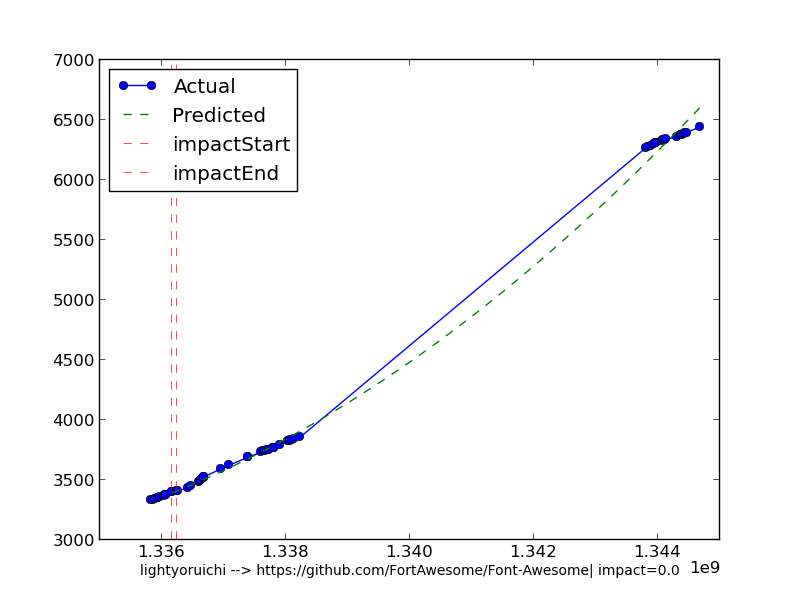 7000
6500
6000
5500
5000
4500
4000
3500
3000
Actual
Predicted
impactStart
impactEnd
1.336 1.338 1.340 1.342 1.344
1e9
lightyoruichi --> https://github.com/FortAwesome/Font-Awesome| impact=0.0